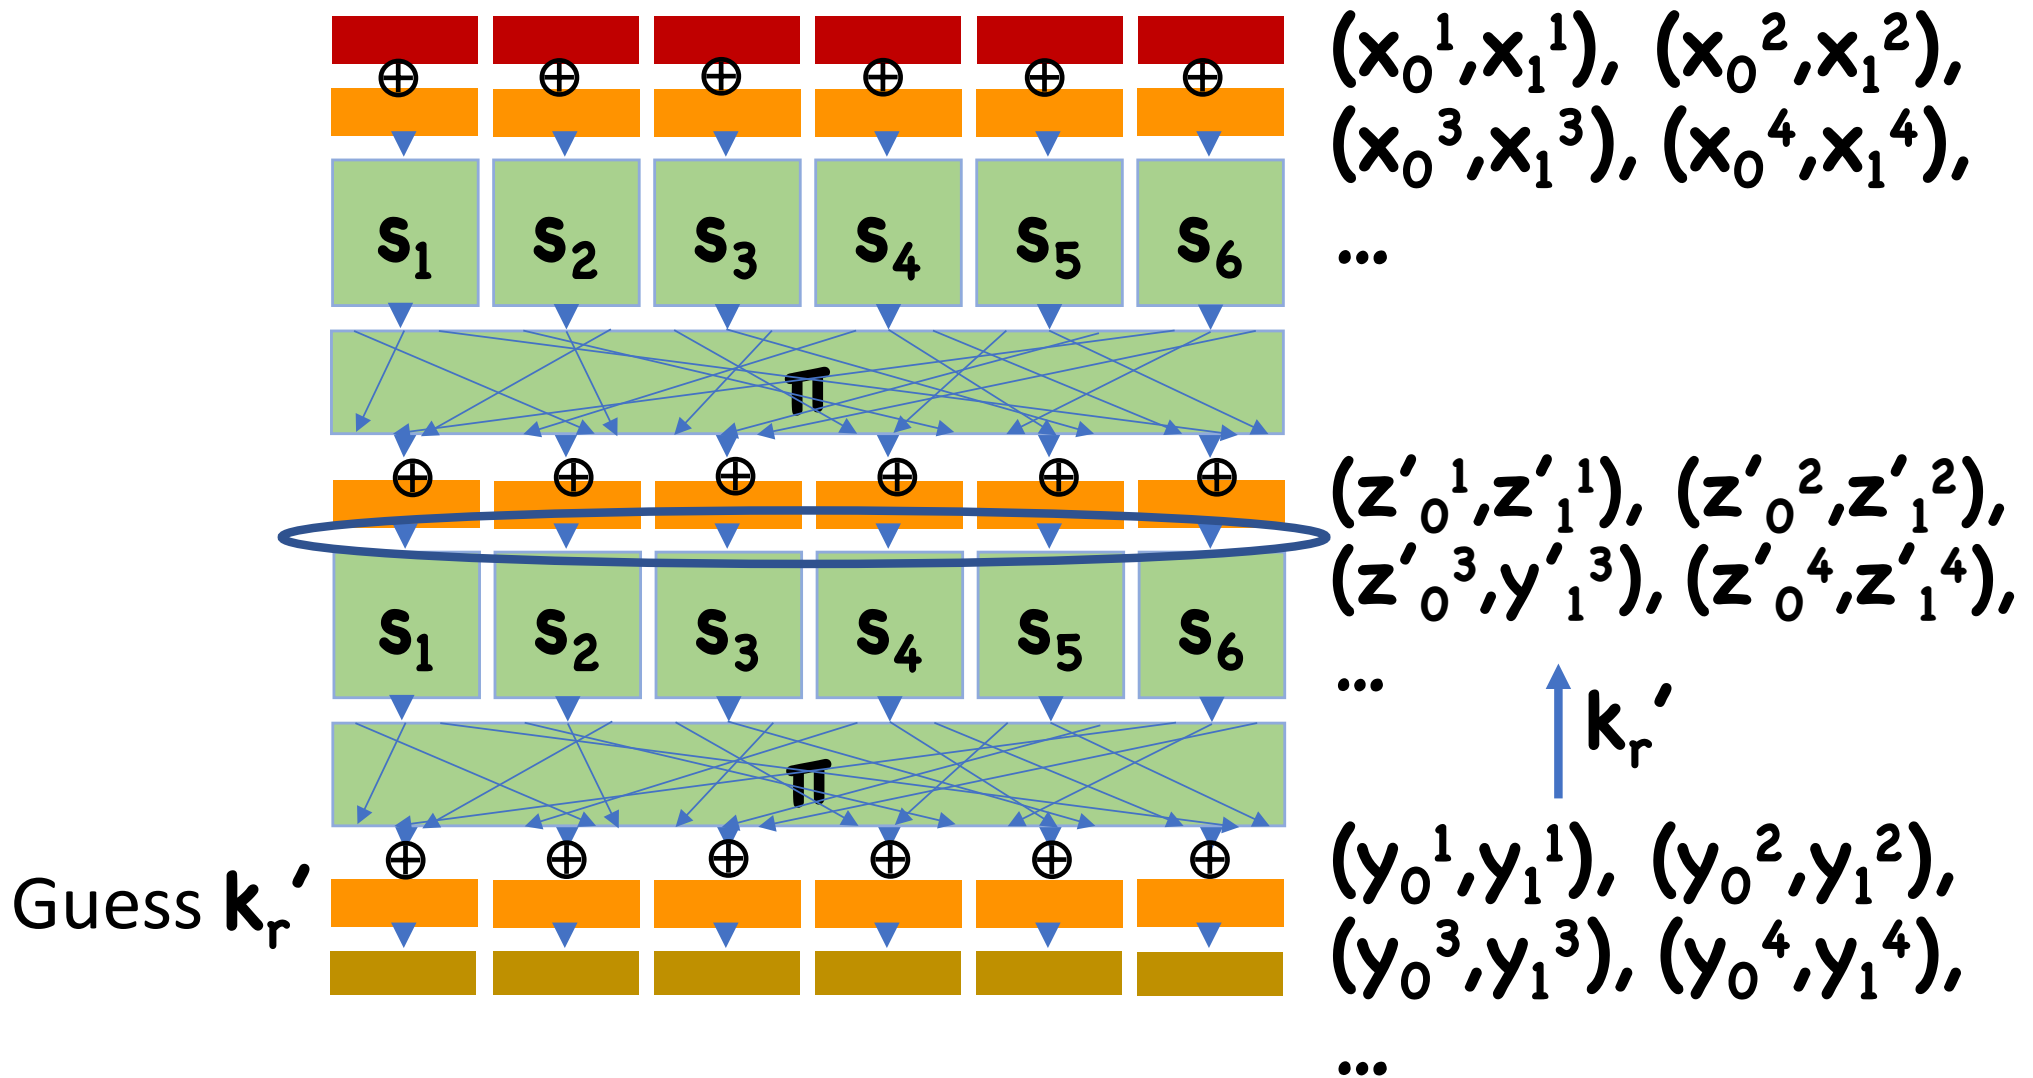 (x₀¹,x₁¹), (x₀²,x₁²),
(x₀³,x₁³), (x₀⁴,x₁⁴),
...
s₁ s₂ s₃ s₄ s₅ s₆
π
(z′₀¹,z′₁¹), (z′₀²,z′₁²),
(z′₀³,y′₁³), (z′₀⁴,z′₁⁴),
...
s₁ s₂ s₃ s₄ s₅ s₆
kᵣ′
π
(y₀¹,y₁¹), (y₀²,y₁²),
Guess kᵣ′
(y₀³,y₁³), (y₀⁴,y₁⁴),
...